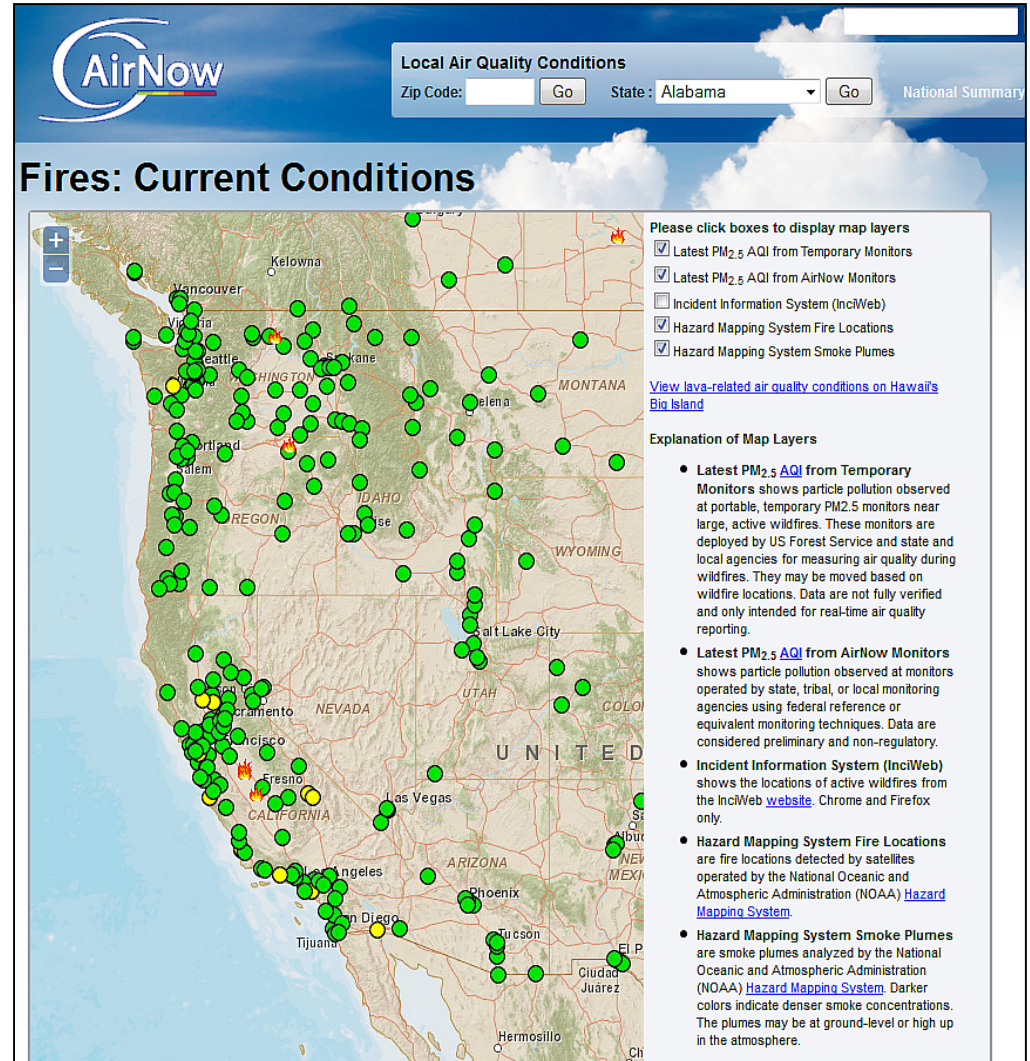 AirNow
Local Air Quality Conditions
Zip Code: Go State : Alabama Go National Summary
Fires: Current Conditions
+
−
Kelowna
Vancouver
Victoria
Seattle
Spokane
WASHINGTON
MONTANA
Helena
Portland
Salem
IDAHO
OREGON
WYOMING
Salt Lake City
NEVADA
UTAH
Sacramento
UNITED
Fresno
Las Vegas
CALIFORNIA
Los Angeles
ARIZONA
Phoenix
San Diego
Tijuana
Tucson
Ciudad
Juárez
Hermosillo
Please click boxes to display map layers
Latest PM2.5 AQI from Temporary Monitors
Latest PM2.5 AQI from AirNow Monitors
Incident Information System (InciWeb)
Hazard Mapping System Fire Locations
Hazard Mapping System Smoke Plumes
View lava-related air quality conditions on Hawaii's
Big Island
Explanation of Map Layers
• Latest PM2.5 AQI from Temporary
Monitors shows particle pollution observed
at portable, temporary PM2.5 monitors near
large, active wildfires. These monitors are
deployed by US Forest Service and state and
local agencies for measuring air quality during
wildfires. They may be moved based on
wildfire locations. Data are not fully verified
and only intended for real-time air quality
reporting.
• Latest PM2.5 AQI from AirNow Monitors
shows particle pollution observed at monitors
operated by state, tribal, or local monitoring
agencies using federal reference or
equivalent monitoring techniques. Data are
considered preliminary and non-regulatory.
• Incident Information System (InciWeb)
shows the locations of active wildfires from
the InciWeb website. Chrome and Firefox
only.
• Hazard Mapping System Fire Locations
are fire locations detected by satellites
operated by the National Oceanic and
Atmospheric Administration (NOAA) Hazard
Mapping System.
• Hazard Mapping System Smoke Plumes
are smoke plumes analyzed by the National
Oceanic and Atmospheric Administration
(NOAA) Hazard Mapping System. Darker
colors indicate denser smoke concentrations.
The plumes may be at ground-level or high up
in the atmosphere.